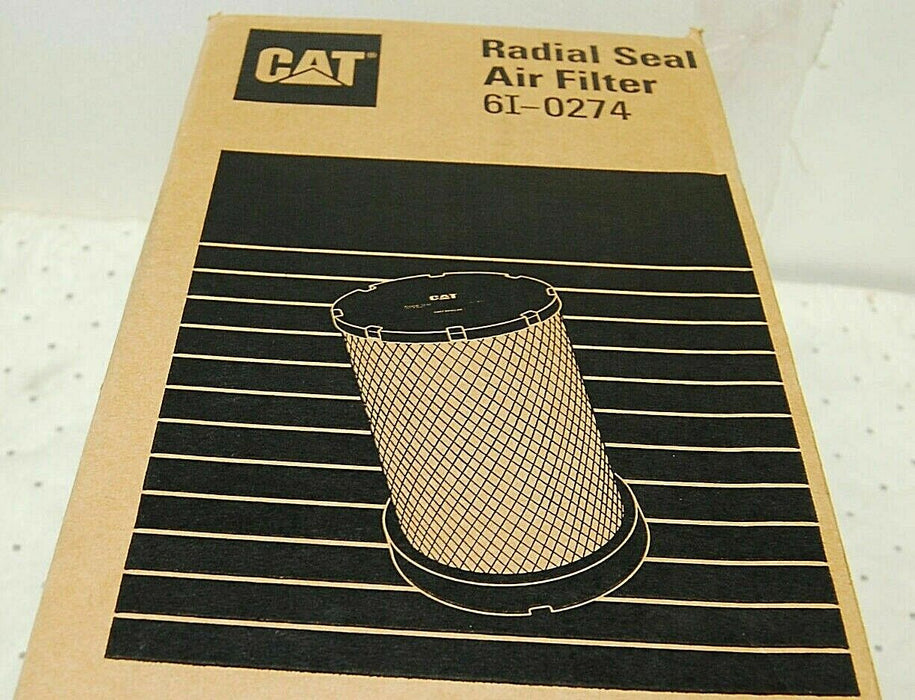 CAT®
Radial Seal
Air Filter
6I-0274
CAT